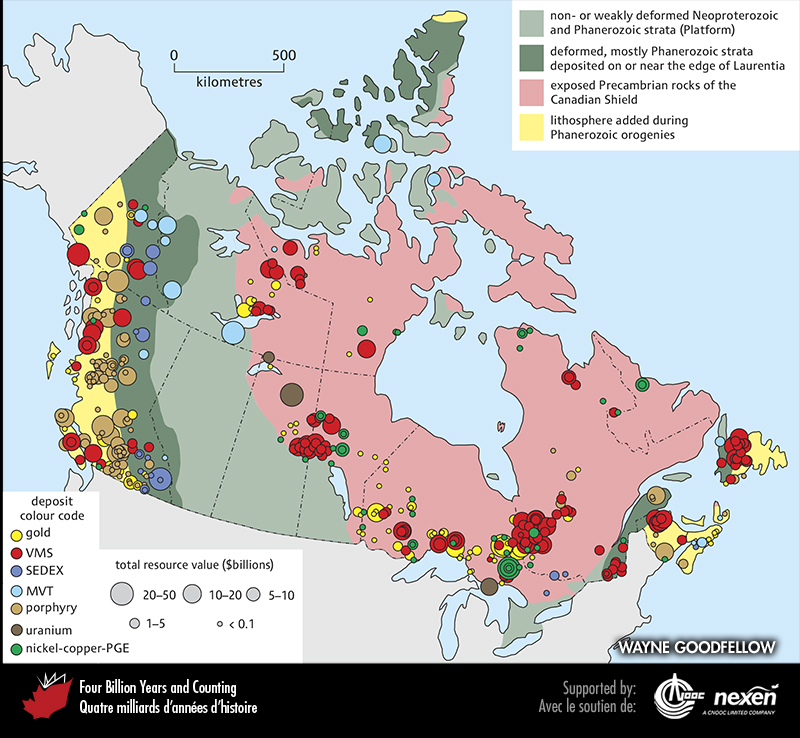 non- or weakly deformed Neoproterozoic
and Phanerozoic strata (Platform)
deformed, mostly Phanerozoic strata
deposited on or near the edge of Laurentia
exposed Precambrian rocks of the
Canadian Shield
lithosphere added during
Phanerozoic orogenies
0 500
kilometres
deposit
colour code
gold
VMS
SEDEX
MVT
porphyry
uranium
nickel-copper-PGE
total resource value ($billions)
20–50 10–20 5–10
1–5 < 0.1
WAYNE GOODFELLOW
Four Billion Years and Counting
Quatre milliards d'années d'histoire
Supported by:
Avec le soutien de:
CNOOC
nexen
A CNOOC LIMITED COMPANY